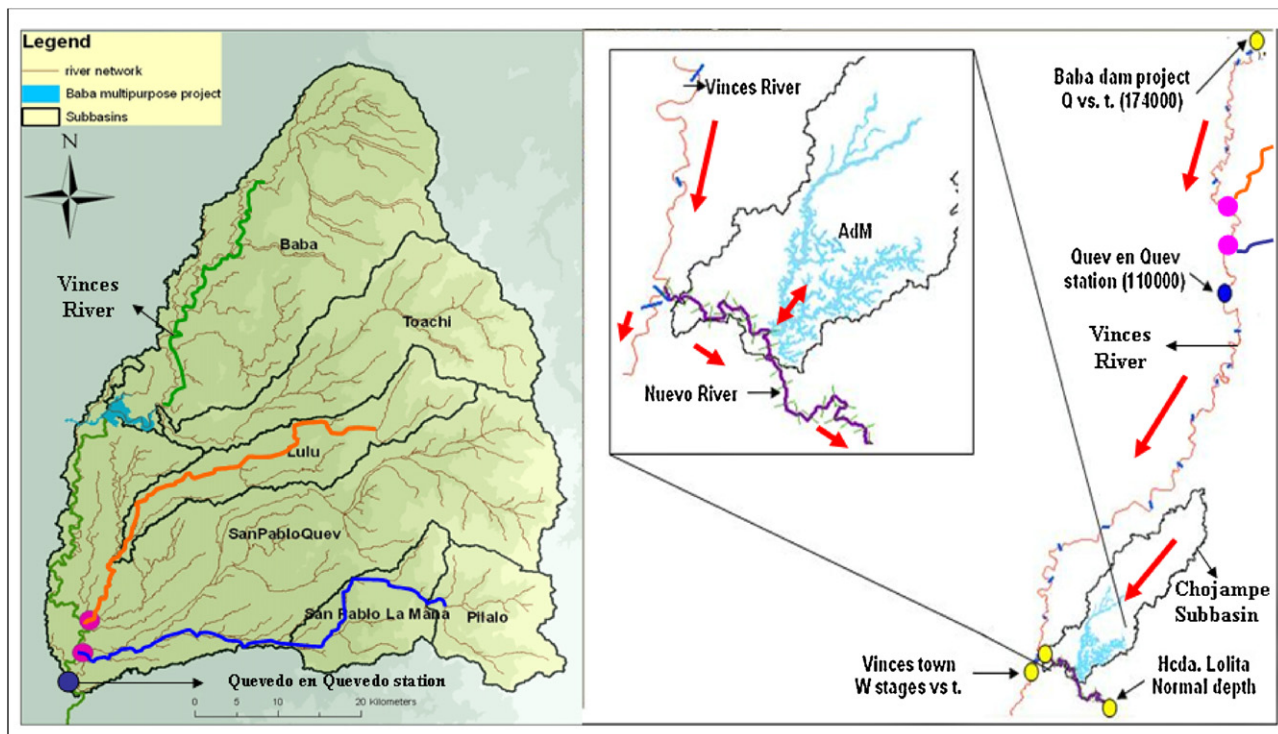 Legend
river network
Baba multipurpose project
Subbasins
N
Baba
Vinces
River
Toachi
Lulu
SanPabloQuev
San Pablo La Mana
Pilalo
Quevedo en Quevedo station
0 5 10 20 Kilometers
Vinces River
AdM
Nuevo River
Baba dam project
Q vs. t. (174000)
Quev en Quev
station (110000)
Vinces
River
Chojampe
Subbasin
Vinces town
W stages vs t.
Hcda. Lolita
Normal depth